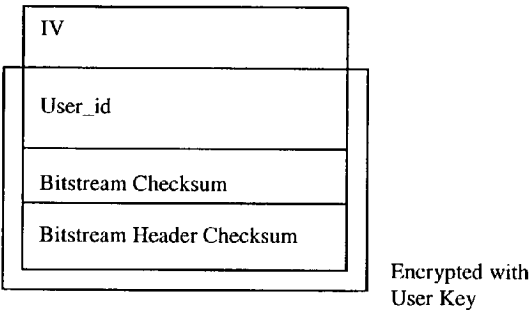 IV
User_id
Bitstream Checksum
Bitstream Header Checksum
Encrypted with
User Key